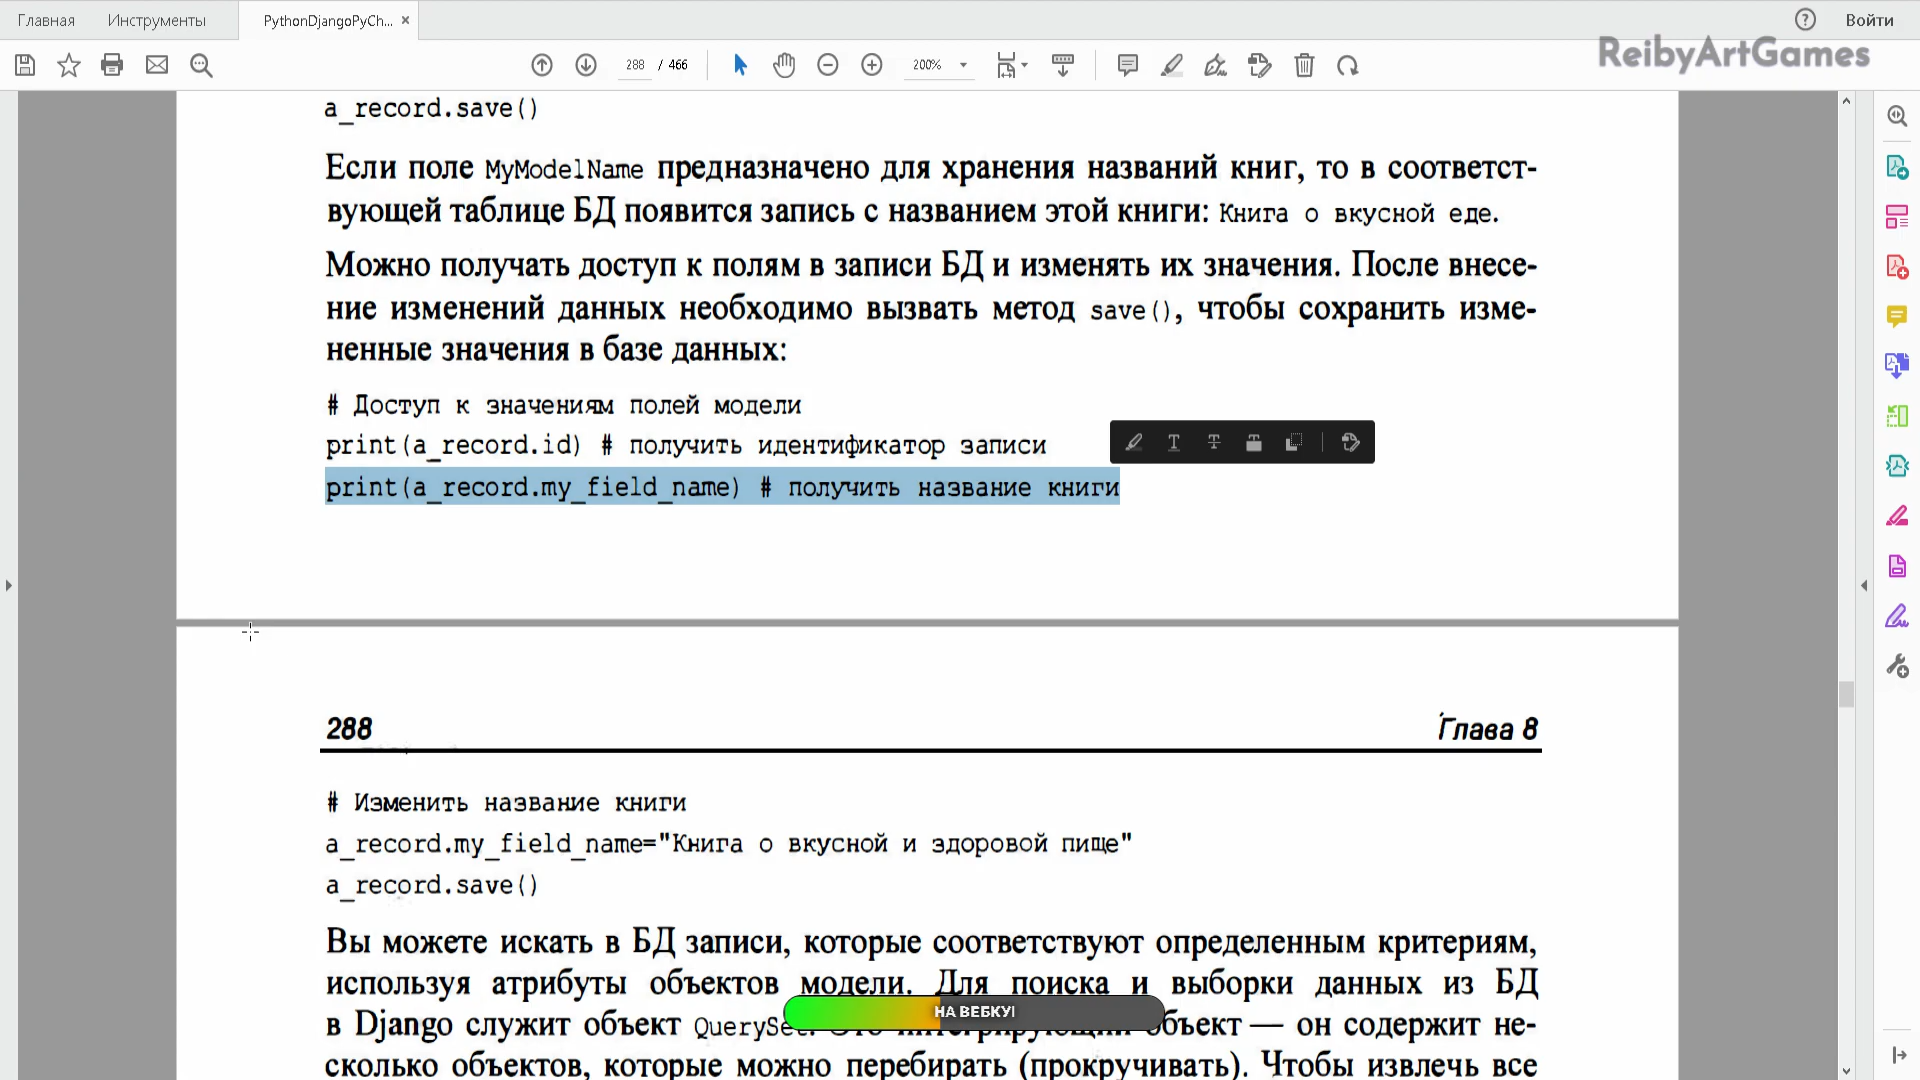 Главная Инструменты PythonDjangoPyCh... × ? Войти
ReibyArtGames
288 / 466 200%
a_record.save()
Если поле MyModelName предназначено для хранения названий книг, то в соответст-
вующей таблице БД появится запись с названием этой книги: Книга о вкусной еде.
Можно получать доступ к полям в записи БД и изменять их значения. После внесе-
ние изменений данных необходимо вызвать метод save(), чтобы сохранить изме-
ненные значения в базе данных:
# Доступ к значениям полей модели
print(a_record.id) # получить идентификатор записи
print(a_record.my_field_name) # получить название книги
288 Глава 8
# Изменить название книги
a_record.my_field_name="Книга о вкусной и здоровой пище"
a_record.save()
Вы можете искать в БД записи, которые соответствуют определенным критериям,
используя атрибуты объектов модели. Для поиска и выборки данных из БД
НА ВЕБКУ!
в Django служит объект QuerySet. Это интегрирующий объект — он содержит не-
сколько объектов, которые можно перебирать (прокручивать). Чтобы извлечь все